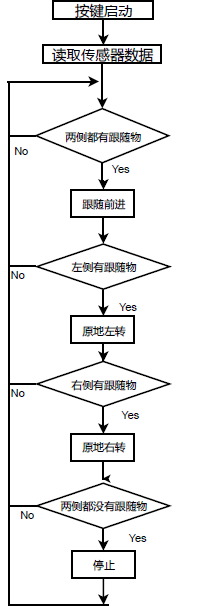 按键启动
读取传感器数据
两侧都有跟随物
No
Yes
跟随前进
左侧有跟随物
No
Yes
原地左转
右侧有跟随物
No
Yes
原地右转
两侧都没有跟随物
No
Yes
停止